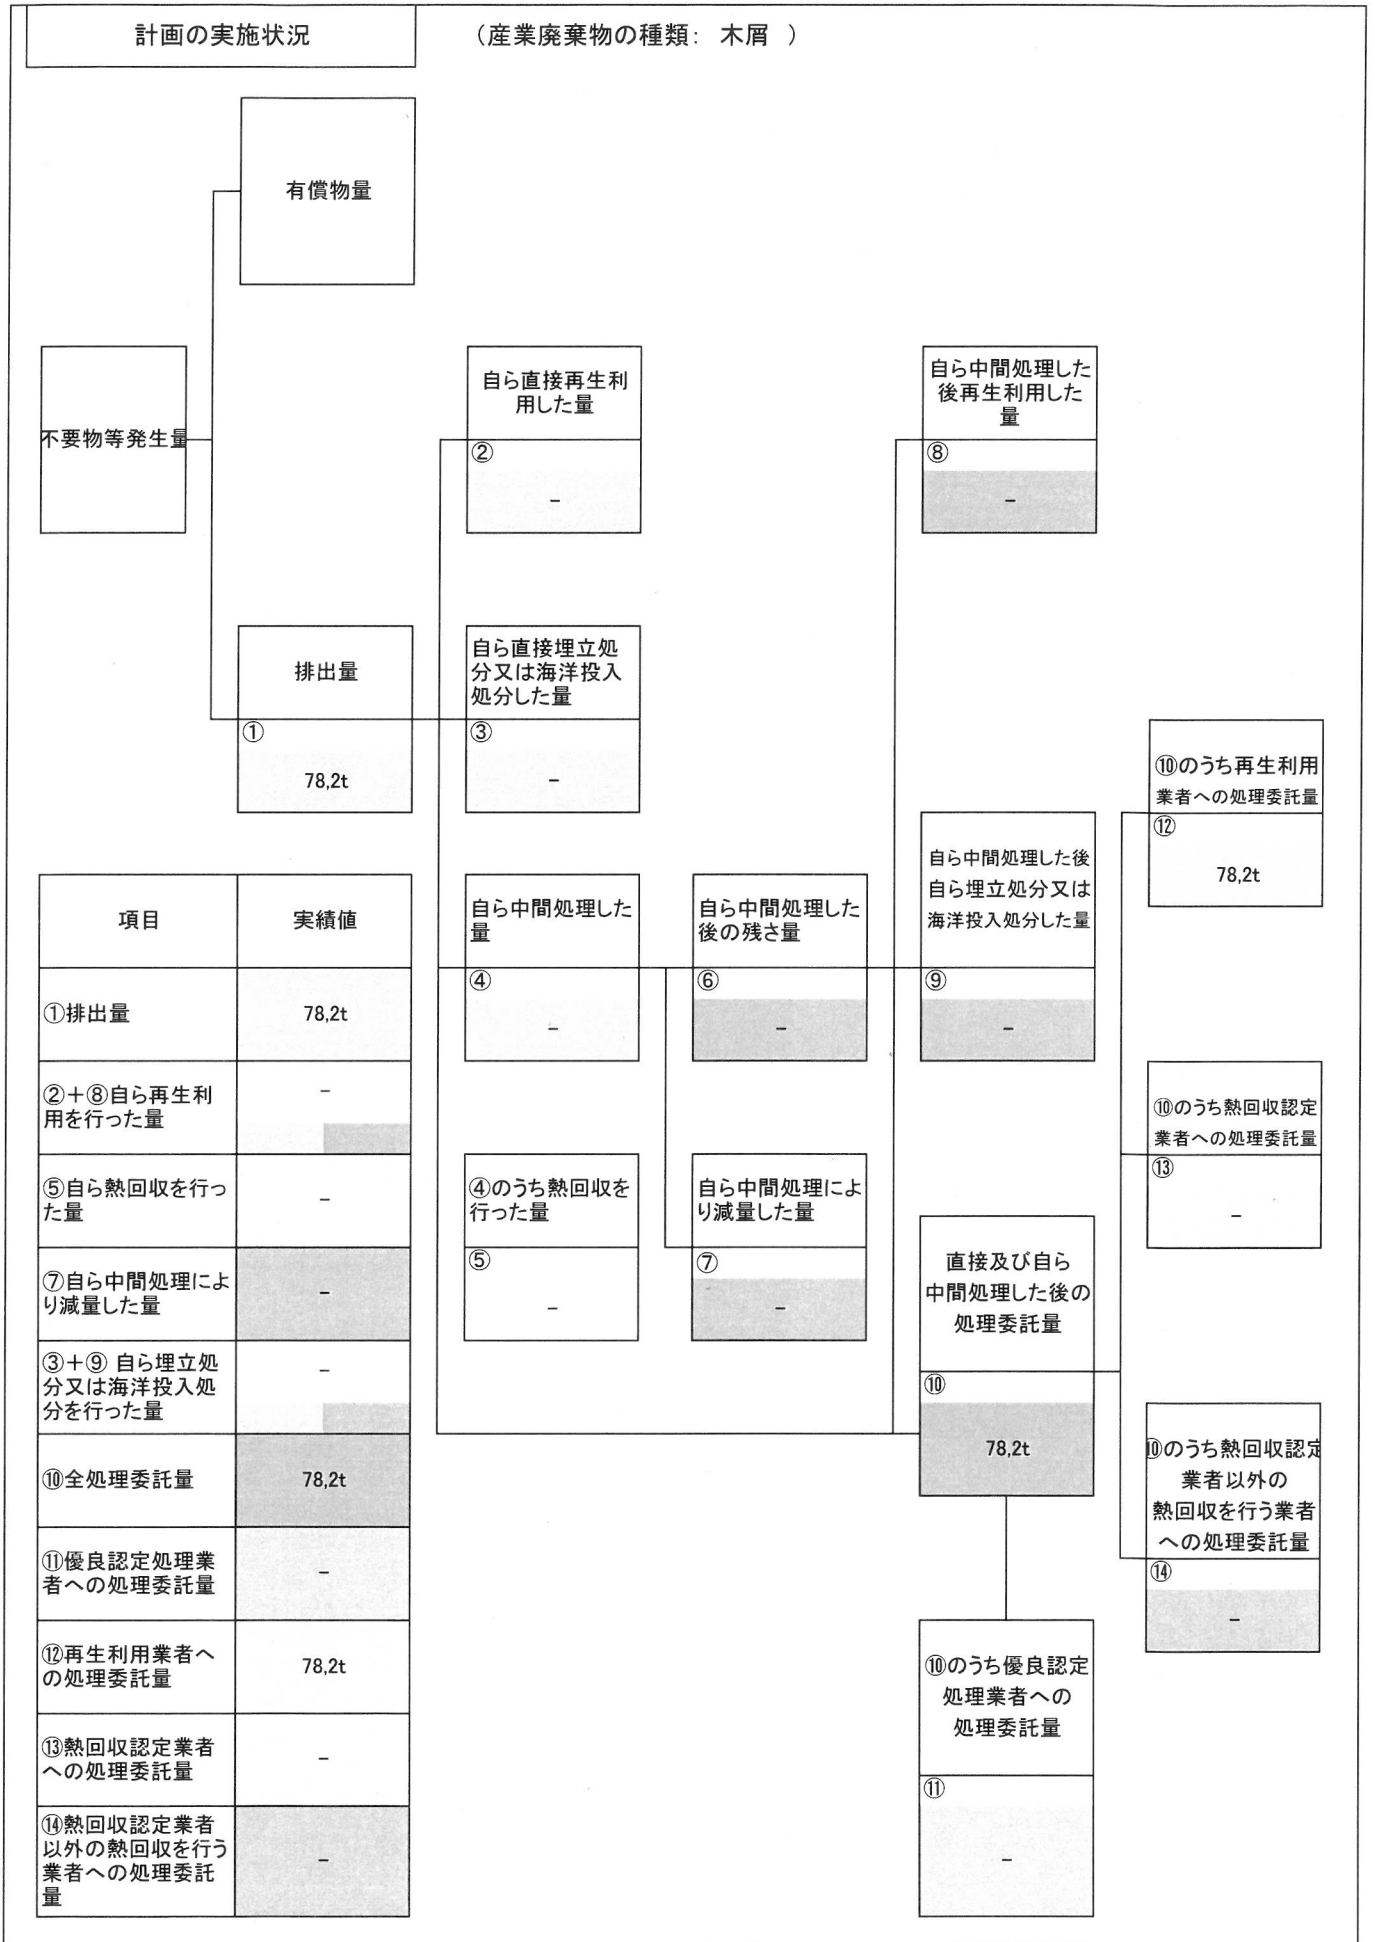 計画の実施状況
（産業廃棄物の種類： 木屑 ）
有償物量
不要物等発生量
自ら直接再生利
用した量
②
−
自ら中間処理した
後再生利用した
量
⑧
−
排出量
①
78,2t
自ら直接埋立処
分又は海洋投入
処分した量
③
−
⑩のうち再生利用
業者への処理委託量
⑫
78,2t
自ら中間処理した
量
④
−
自ら中間処理した
後の残さ量
⑥
−
自ら中間処理した後
自ら埋立処分又は
海洋投入処分した量
⑨
−
⑩のうち熱回収認定
業者への処理委託量
⑬
−
④のうち熱回収を
行った量
⑤
−
自ら中間処理によ
り減量した量
⑦
−
直接及び自ら
中間処理した後の
処理委託量
⑩
78,2t
⑩のうち熱回収認定
業者以外の
熱回収を行う業者
への処理委託量
⑭
−
⑩のうち優良認定
処理業者への
処理委託量
⑪
−
項目
実績値
①排出量
78,2t
②＋⑧自ら再生利
用を行った量
−
⑤自ら熱回収を行っ
た量
−
⑦自ら中間処理によ
り減量した量
−
③＋⑨ 自ら埋立処
分又は海洋投入処
分を行った量
−
⑩全処理委託量
78,2t
⑪優良認定処理業
者への処理委託量
−
⑫再生利用業者へ
の処理委託量
78,2t
⑬熱回収認定業者
への処理委託量
−
⑭熱回収認定業者
以外の熱回収を行う
業者への処理委託
量
−